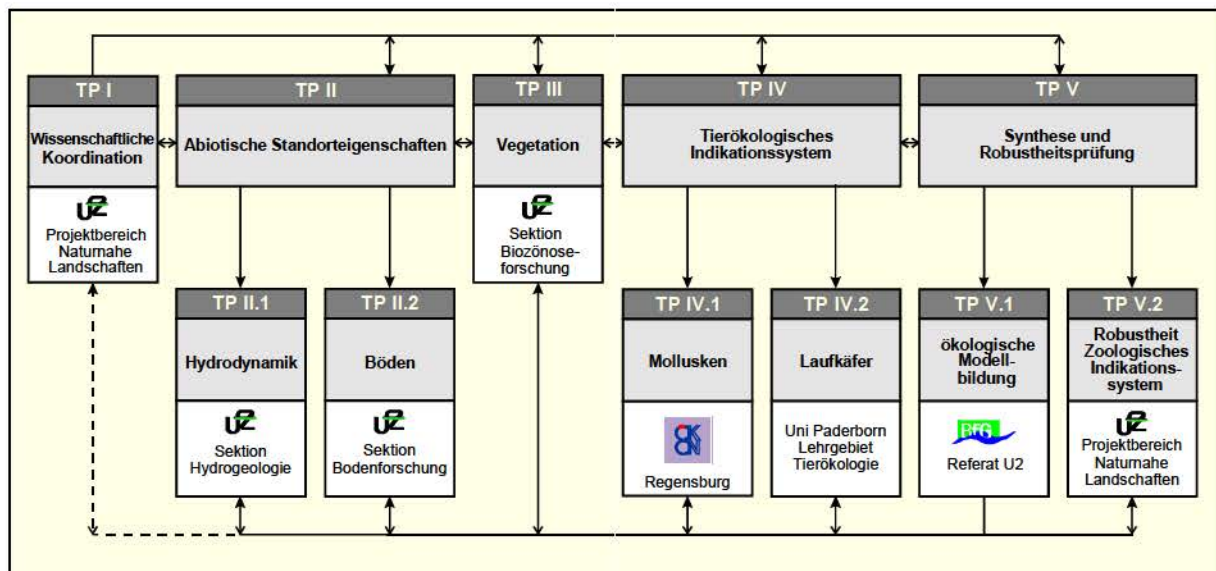 TP I
Wissenschaftliche
Koordination
UFZ
Projektbereich
Naturnahe
Landschaften
TP II
Abiotische Standorteigenschaften
TP III
Vegetation
UFZ
Sektion
Biozönose-
forschung
TP IV
Tierökologisches
Indikationssystem
TP V
Synthese und
Robustheitsprüfung
TP II.1
Hydrodynamik
UFZ
Sektion
Hydrogeologie
TP II.2
Böden
UFZ
Sektion
Bodenforschung
TP IV.1
Mollusken
Regensburg
TP IV.2
Laufkäfer
Uni Paderborn
Lehrgebiet
Tierökologie
TP V.1
ökologische
Modell-
bildung
BFG
Referat U2
TP V.2
Robustheit
Zoologisches
Indikations-
system
UFZ
Projektbereich
Naturnahe
Landschaften